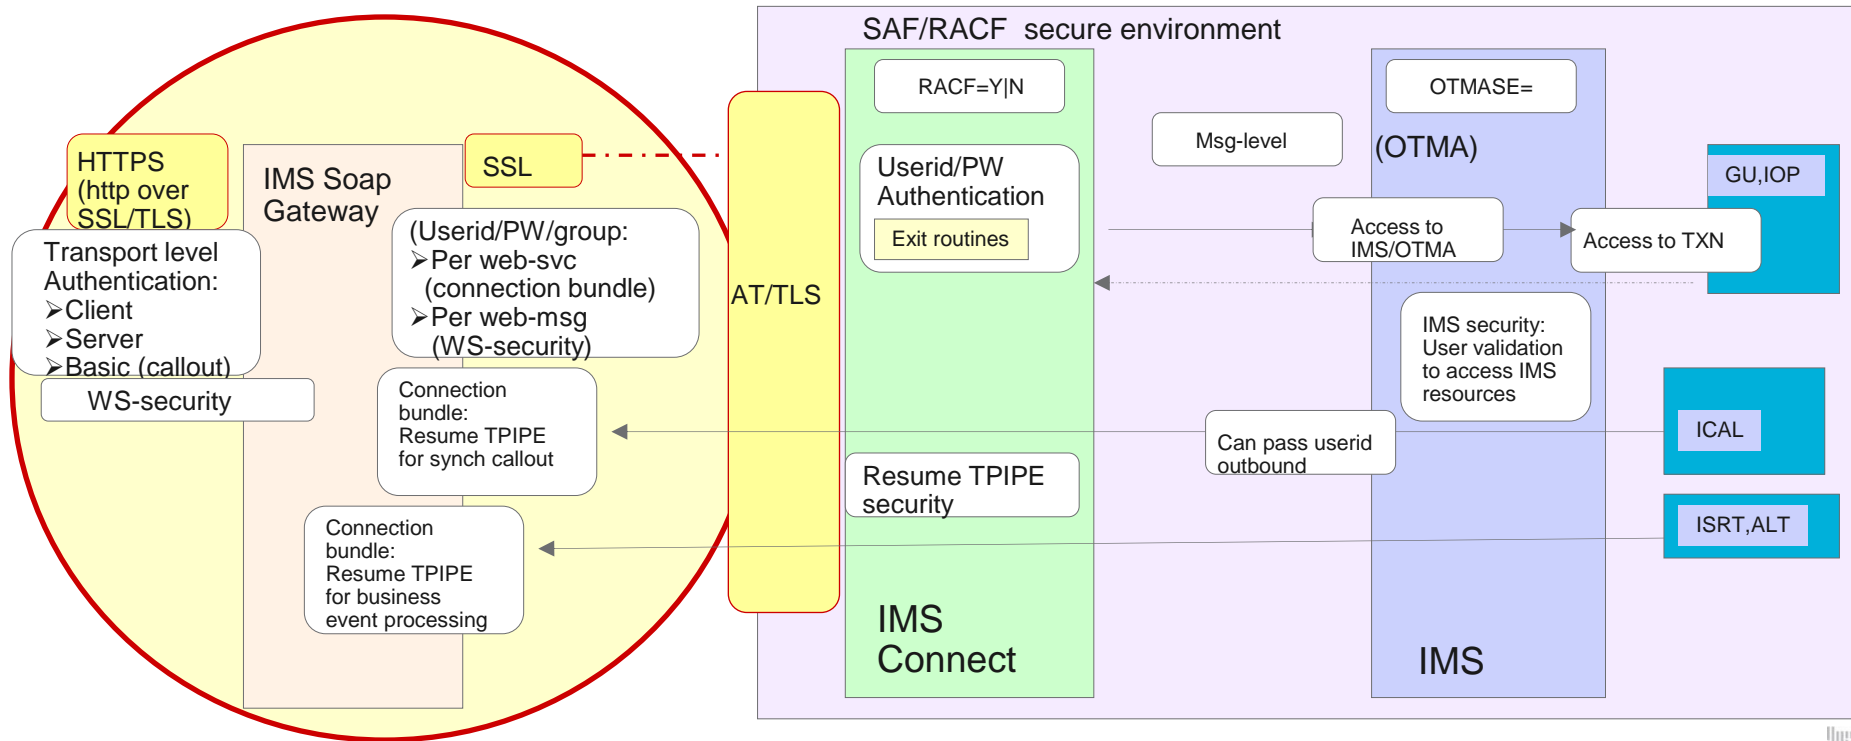 SAF/RACF secure environment
RACF=Y|N
OTMASE=
Msg-level
(OTMA)
HTTPS
(http over
SSL/TLS)
IMS Soap
Gateway
SSL
Userid/PW
Authentication
Exit routines
GU,IOP
Transport level
Authentication:
➢Client
➢Server
➢Basic (callout)
WS-security
(Userid/PW/group:
➢Per web-svc
(connection bundle)
➢Per web-msg
(WS-security)
AT/TLS
Access to
IMS/OTMA
Access to TXN
IMS security:
User validation
to access IMS
resources
Connection
bundle:
Resume TPIPE
for synch callout
Can pass userid
outbound
ICAL
Resume TPIPE
security
ISRT,ALT
Connection
bundle:
Resume TPIPE
for business
event processing
IMS
Connect
IMS